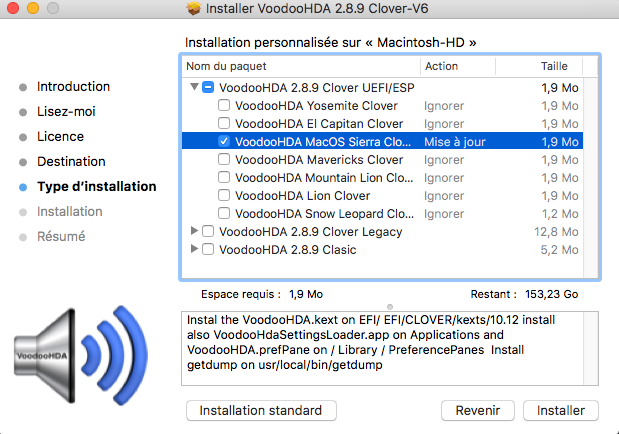 Installer VoodooHDA 2.8.9 Clover-V6
Installation personnalisée sur « Macintosh-HD »
Introduction
Lisez-moi
Licence
Destination
Type d'installation
Installation
Résumé
Nom du paquet Action Taille
VoodooHDA 2.8.9 Clover UEFI/ESP 1,9 Mo
VoodooHDA Yosemite Clover Ignorer 1,9 Mo
VoodooHDA El Capitan Clover Ignorer 1,9 Mo
VoodooHDA MacOS Sierra Clo... Mise à jour 1,9 Mo
VoodooHDA Mavericks Clover Ignorer 1,9 Mo
VoodooHDA Mountain Lion Clo... Ignorer 1,9 Mo
VoodooHDA Lion Clover Ignorer 1,9 Mo
VoodooHDA Snow Leopard Clo... Ignorer 1,2 Mo
VoodooHDA 2.8.9 Clover Legacy 12,8 Mo
VoodooHDA 2.8.9 Clasic 5,2 Mo
Espace requis : 1,9 Mo Restant : 153,23 Go
Instal the VoodooHDA.kext on EFI/ EFI/CLOVER/kexts/10.12 install
also VoodooHdaSettingsLoader.app on Applications and
VoodooHDA.prefPane on / Library / PreferencePanes Install
getdump on usr/local/bin/getdump
VoodooHDA
Installation standard Revenir Installer